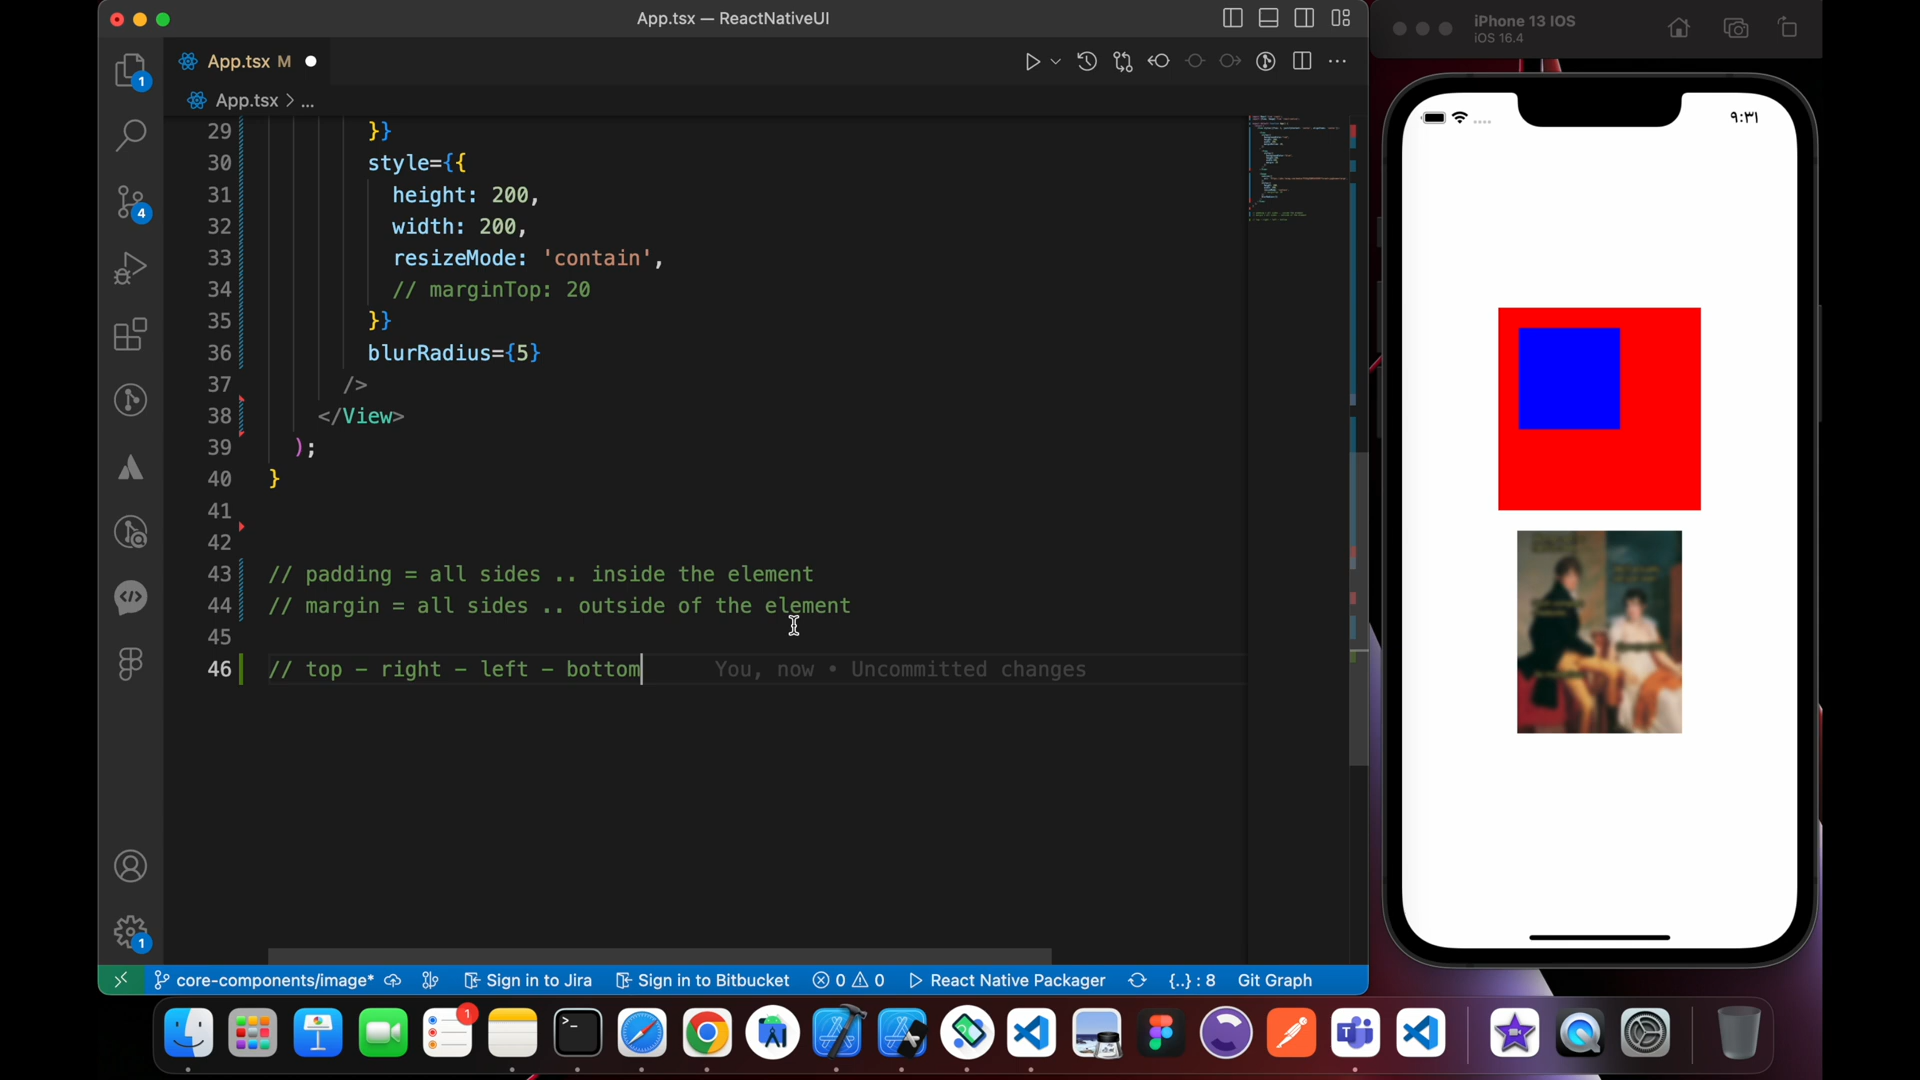 App.tsx — ReactNativeUI
App.tsx M
App.tsx > ...
29 }}
30 style={{
31 height: 200,
32 width: 200,
33 resizeMode: 'contain',
34 // marginTop: 20
35 }}
36 blurRadius={5}
37 />
38 </View>
39 );
40 }
41
42
43 // padding = all sides .. inside the element
44 // margin = all sides .. outside of the element
45
46 // top - right - left - bottom You, now • Uncommitted changes
1
4
1
core-components/image* Sign in to Jira Sign in to Bitbucket 0 0 React Native Packager {..} : 8 Git Graph
iPhone 13 IOS
iOS 16.4
٩:٣١
1